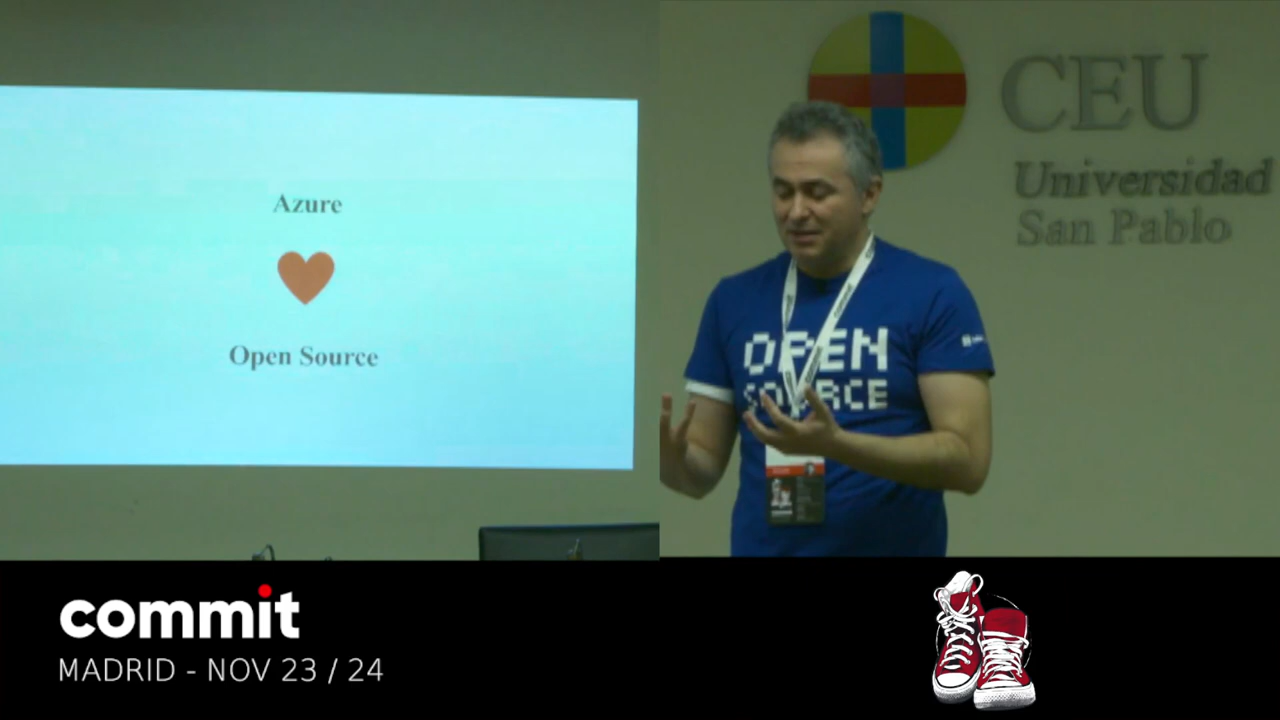 Azure
Open Source
CEU
Universidad
San Pablo
OPEN
SOURCE
commit
MADRID - NOV 23 / 24